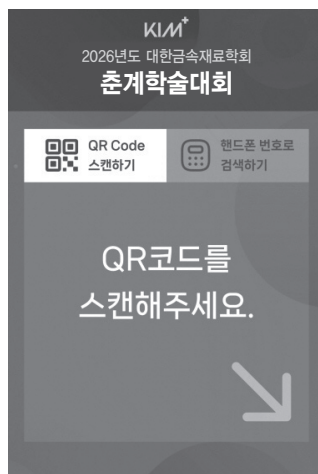 KIM+
2026년도 대한금속재료학회
춘계학술대회
QR Code
스캔하기
핸드폰 번호로
검색하기
QR코드를
스캔해주세요.